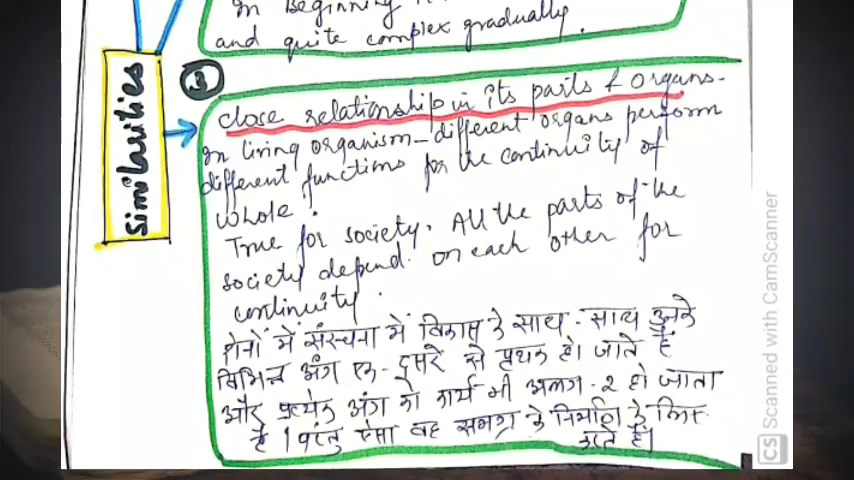 In Beginning
and quite complex gradually.
Similarities
3
close relationship in its parts & organs-
In living organism - different organs perform
different functions for the continuity of
whole.
True for society. All the parts of the
society depend on each other for
continuity.
दोनों में संरचना में विकास के साथ-साथ उनके
विभिन्न अंग एक-दूसरे से पृथक हो जाते हैं
और प्रत्येक अंग का कार्य भी अलग-2 हो जाता
है। परंतु ऐसा वह समग्र के निर्वाह के लिए
करते हैं।
CS Scanned with CamScanner